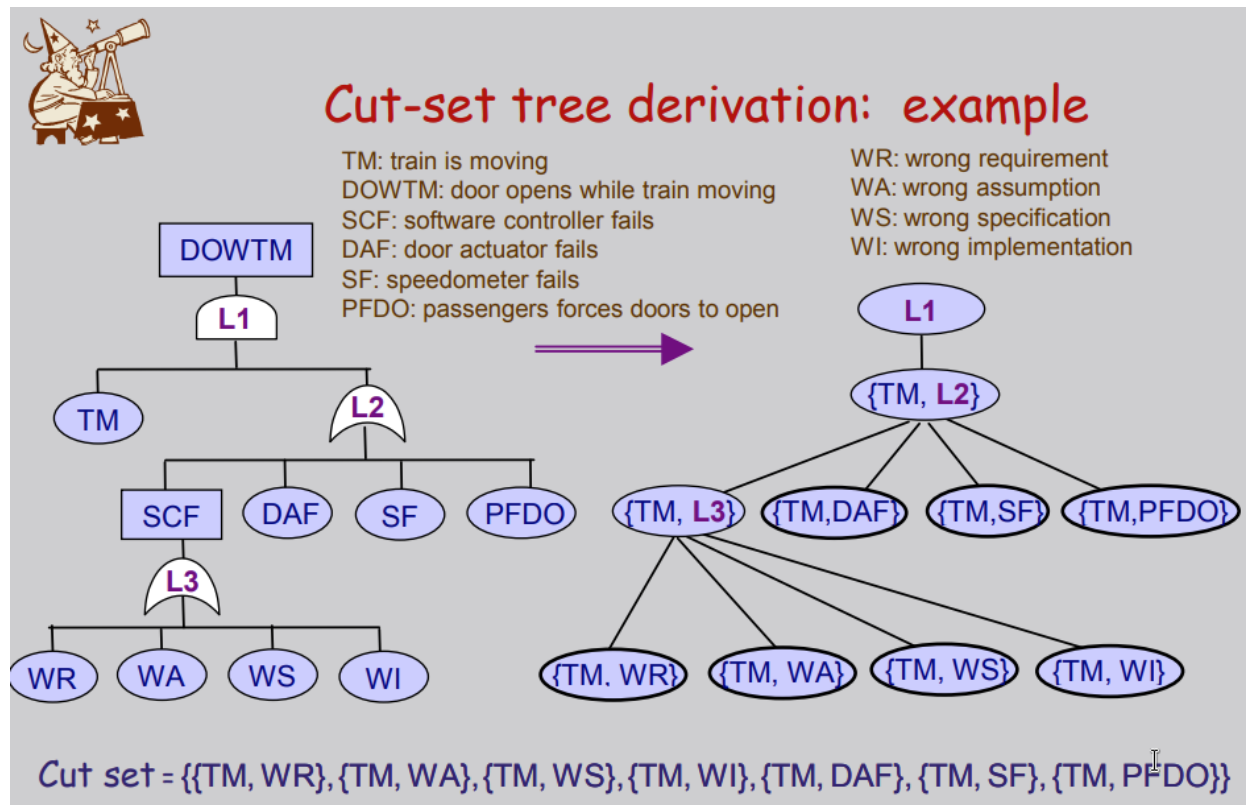 Cut-set tree derivation: example
TM: train is moving
DOWTM: door opens while train moving
SCF: software controller fails
DAF: door actuator fails
SF: speedometer fails
PFDO: passengers forces doors to open
WR: wrong requirement
WA: wrong assumption
WS: wrong specification
WI: wrong implementation
DOWTM
L1
TM
L2
SCF
DAF
SF
PFDO
L3
WR
WA
WS
WI
L1
{TM, L2}
{TM, L3}
{TM,DAF}
{TM,SF}
{TM,PFDO}
{TM, WR}
{TM, WA}
{TM, WS}
{TM, WI}
Cut set = {{TM, WR},{TM, WA},{TM, WS},{TM, WI},{TM, DAF},{TM, SF},{TM, PFDO}}